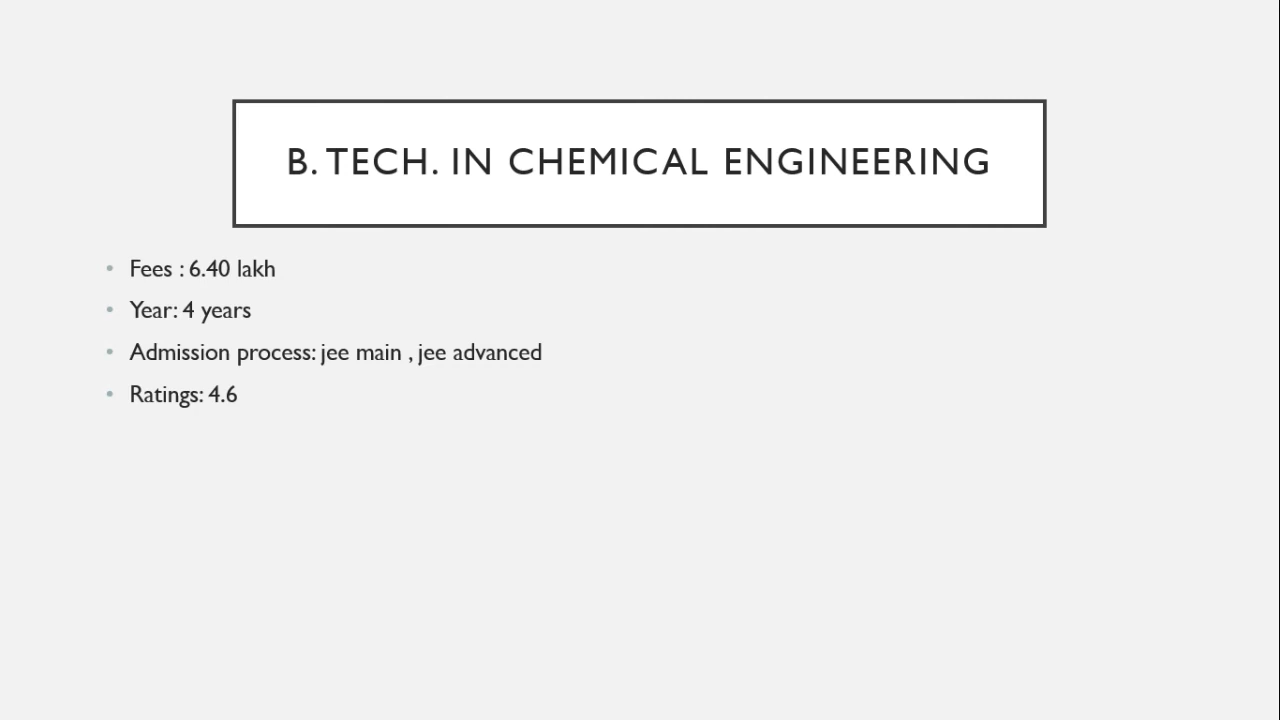 B. TECH. IN CHEMICAL ENGINEERING
• Fees : 6.40 lakh
• Year: 4 years
• Admission process: jee main , jee advanced
• Ratings: 4.6